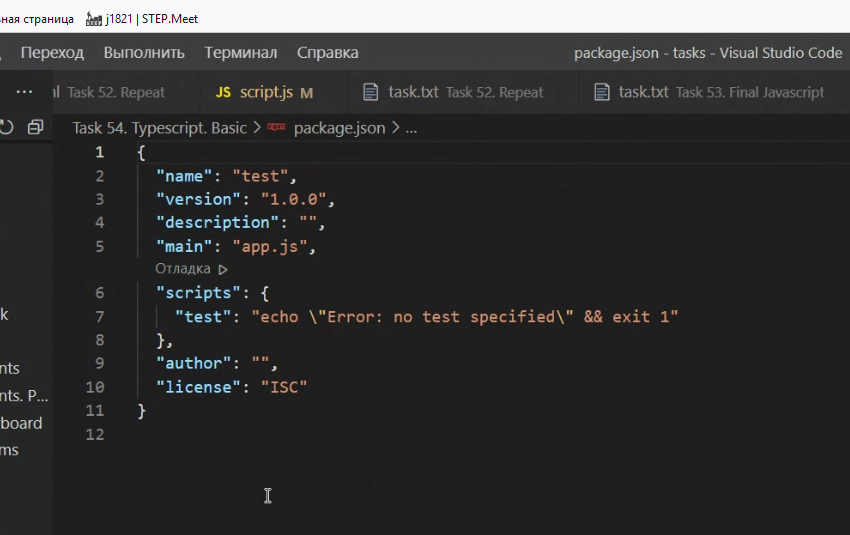 ьная страница j1821 | STEP.Meet
Переход Выполнить Терминал Справка package.json - tasks - Visual Studio Code
... Task 52. Repeat JS script.js M task.txt Task 52. Repeat task.txt Task 53. Final Javascript
Task 54. Typescript. Basic > npm package.json > ...
1 {
2 "name": "test",
3 "version": "1.0.0",
4 "description": "",
5 "main": "app.js",
Отладка
6 "scripts": {
7 "test": "echo \"Error: no test specified\" && exit 1"
8 },
9 "author": "",
10 "license": "ISC"
11 }
12
k
nts
nts. P...
board
ms